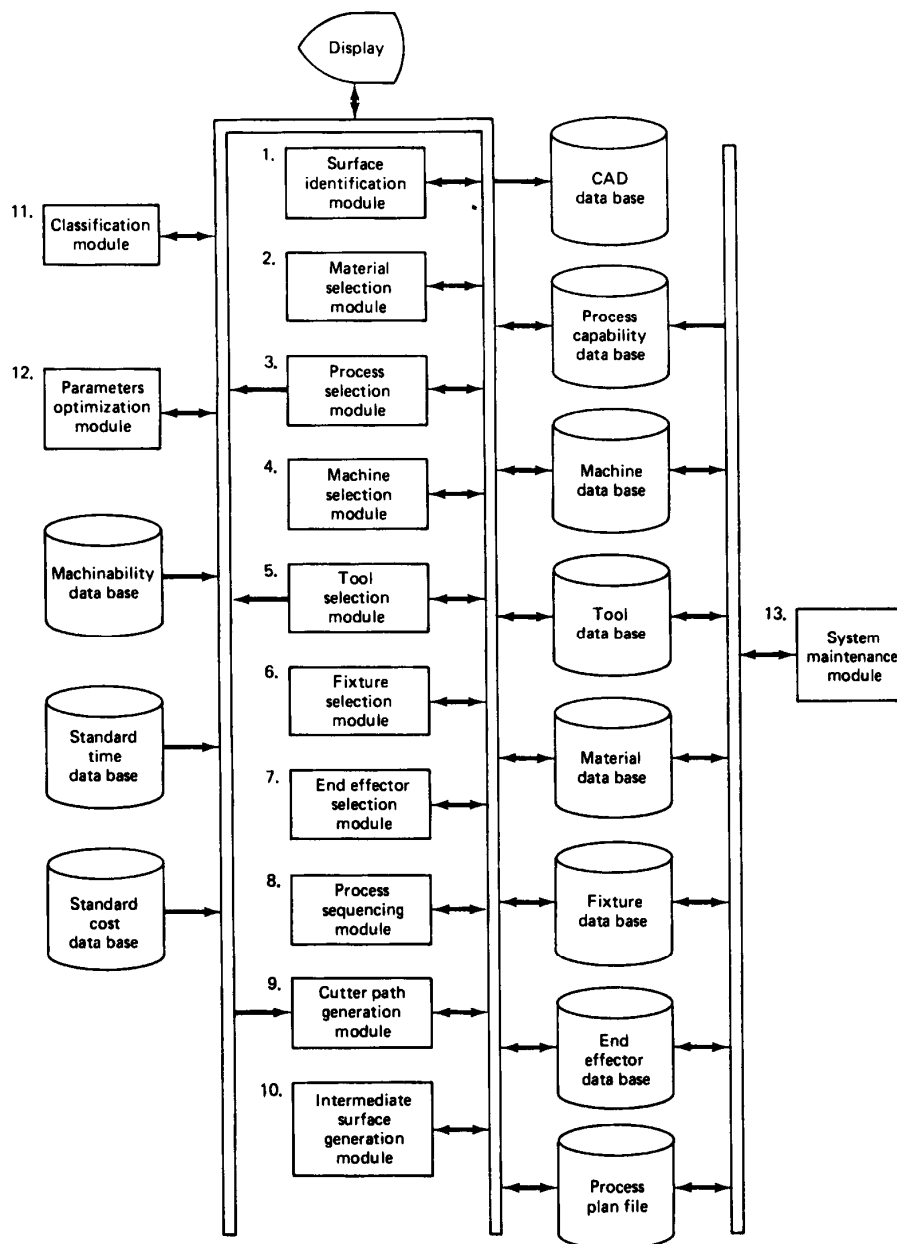 Display
1.
Surface
identification
module
CAD
data base
11.
Classification
module
2.
Material
selection
module
Process
capability
data base
12.
Parameters
optimization
module
3.
Process
selection
module
4.
Machine
selection
module
Machine
data base
Machinability
data base
5.
Tool
selection
module
Tool
data base
13.
System
maintenance
module
6.
Fixture
selection
module
Standard
time
data base
Material
data base
7.
End effector
selection
module
Standard
cost
data base
8.
Process
sequencing
module
Fixture
data base
9.
Cutter path
generation
module
End
effector
data base
10.
Intermediate
surface
generation
module
Process
plan file